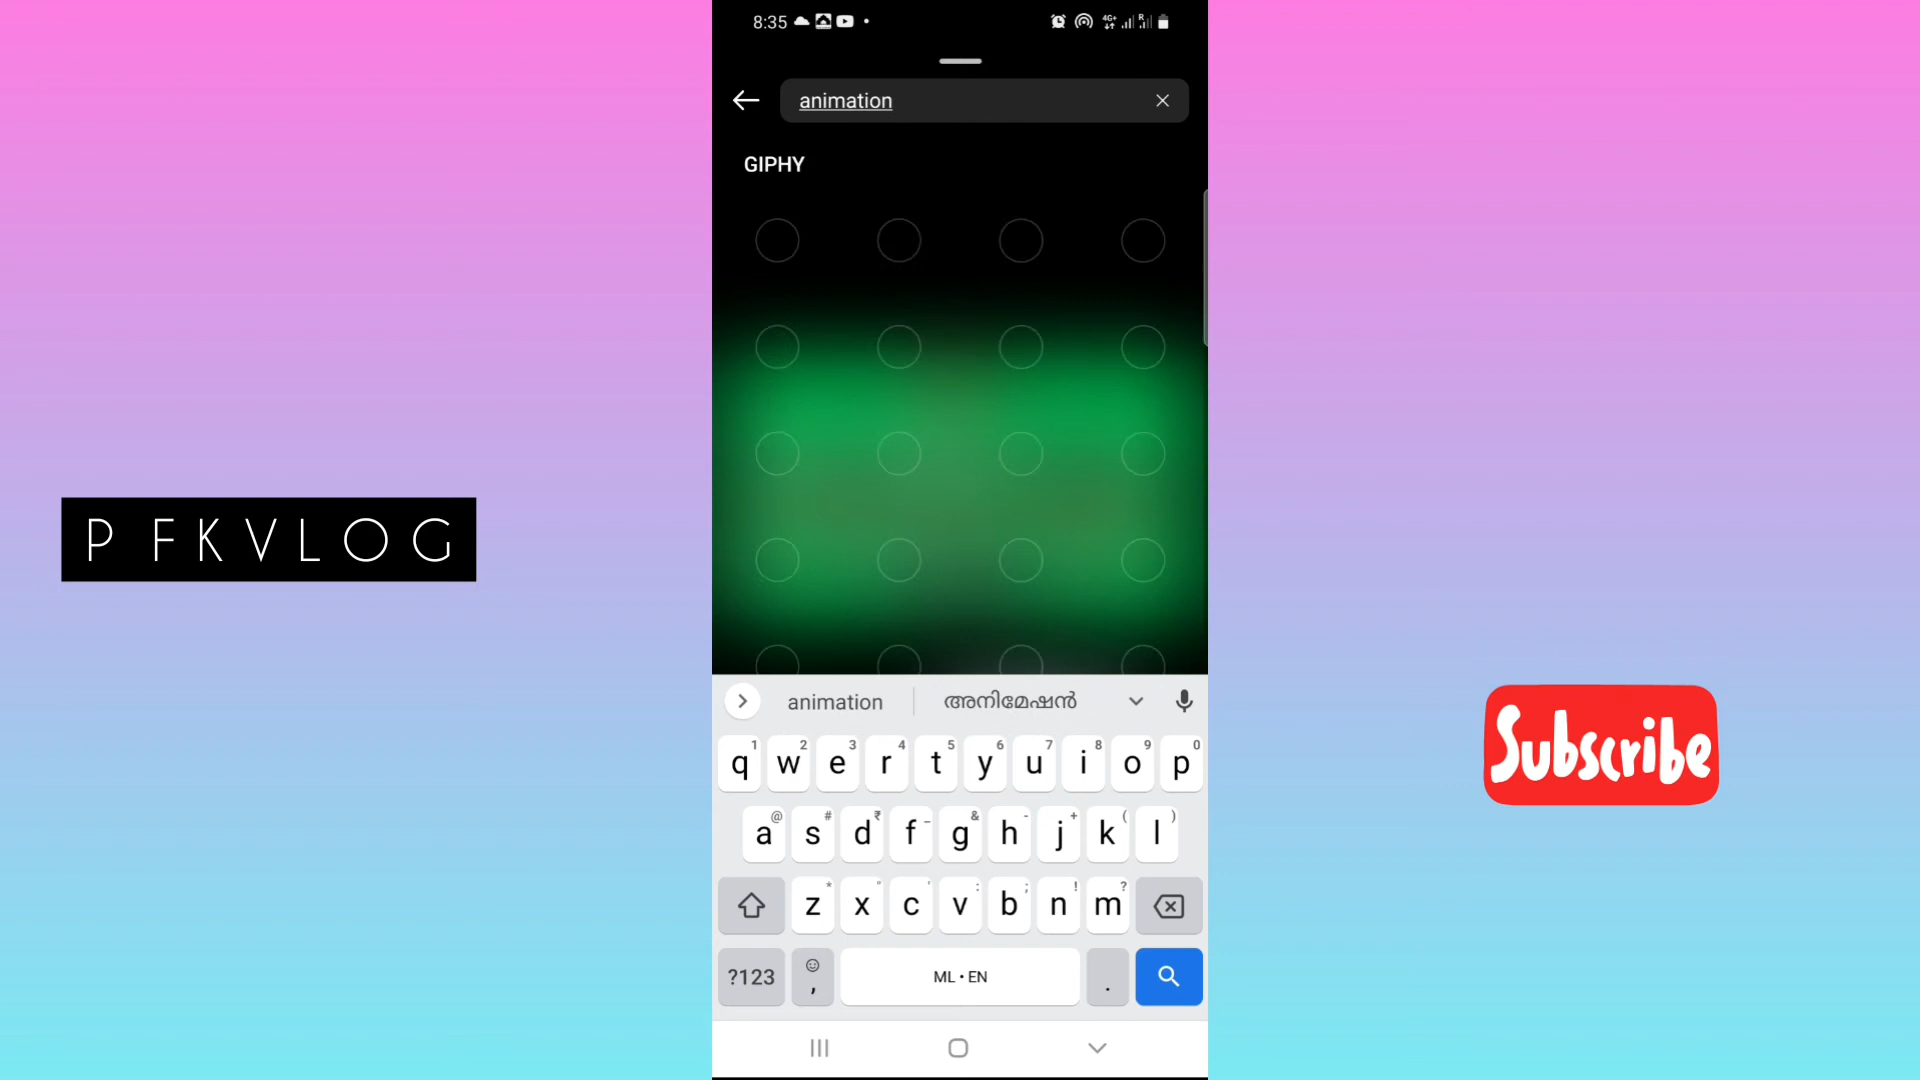 8:35
4G+ R
animation
GIPHY
P FKVLOG
animation അനിമേഷൻ
Subscribe
1 2 3 4 5 6 7 8 9 0
q w e r t y u i o p
@ # ₹ _ & - + ( )
a s d f g h j k l
* " ' : ; ! ?
z x c v b n m
?123 , ML • EN .